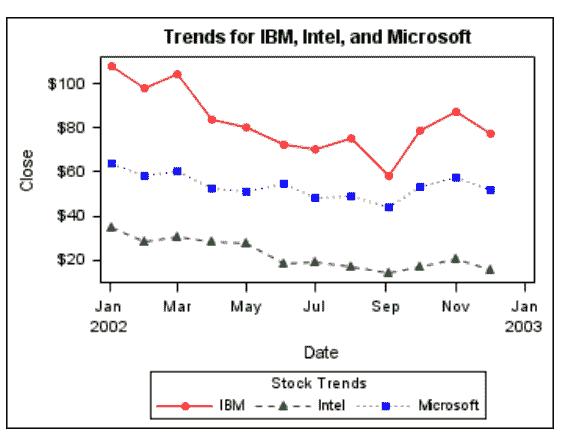 Trends for IBM, Intel, and Microsoft
$100
$80
$60
$40
$20
Close
Jan Mar May Jul Sep Nov Jan
2002 2003
Date
Stock Trends
IBM Intel Microsoft